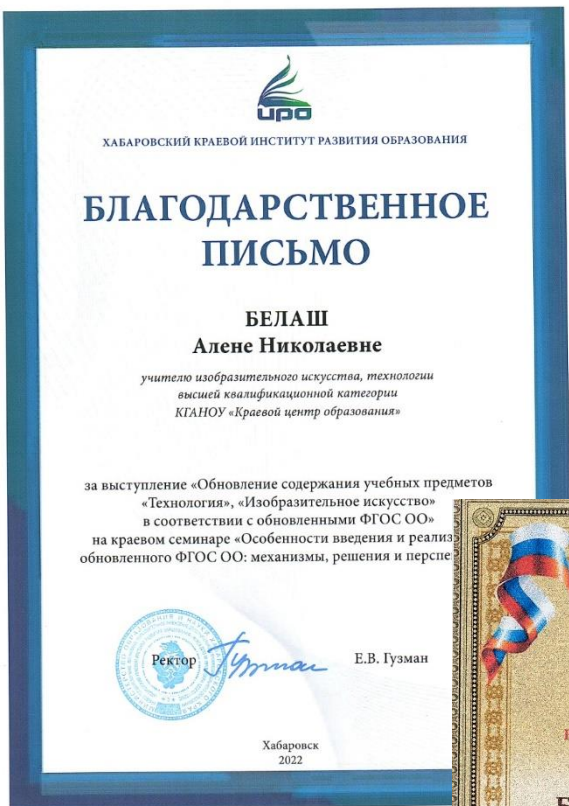 ИРО
ХАБАРОВСКИЙ КРАЕВОЙ ИНСТИТУТ РАЗВИТИЯ ОБРАЗОВАНИЯ
БЛАГОДАРСТВЕННОЕ
ПИСЬМО
БЕЛАШ
Алене Николаевне
учителю изобразительного искусства, технологии
высшей квалификационной категории
КГАНОУ «Краевой центр образования»
за выступление «Обновление содержания учебных предметов
«Технология», «Изобразительное искусство»
в соответствии с обновленными ФГОС ОО»
на краевом семинаре «Особенности введения и реализ
обновленного ФГОС ОО: механизмы, решения и перспе
Ректор
Е.В. Гузман
Хабаровск
2022